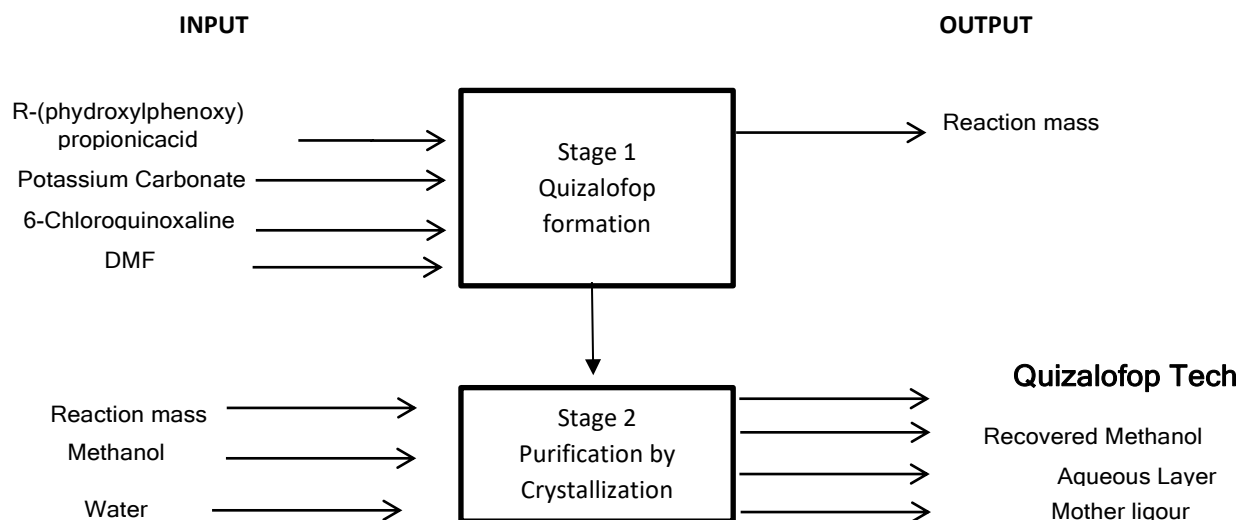 INPUT
OUTPUT
R-(phydroxylphenoxy)
propionicacid
Potassium Carbonate
6-Chloroquinoxaline
DMF
Stage 1
Quizalofop
formation
Reaction mass
Reaction mass
Methanol
Water
Stage 2
Purification by
Crystallization
Quizalofop Tech
Recovered Methanol
Aqueous Layer
Mother liqour